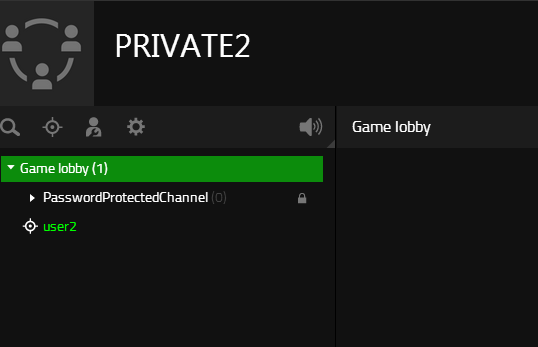 PRIVATE2
Game lobby
Game lobby (1)
PasswordProtectedChannel (0)
user2